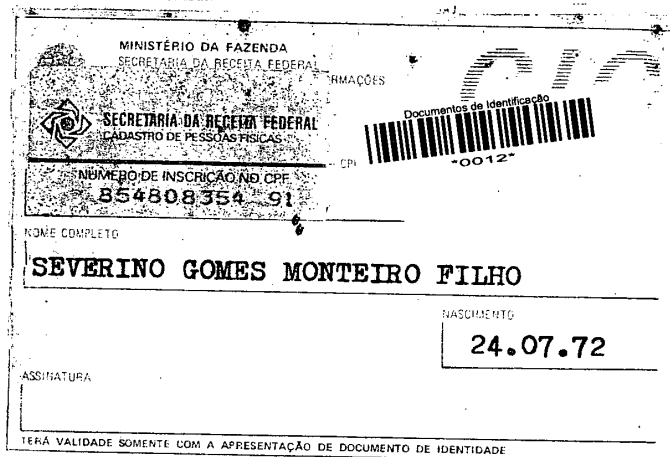 MINISTÉRIO DA FAZENDA
SECRETARIA DA RECEITA FEDERAL
RMAÇÕES
CIC
Documentos de Identificação
SECRETARIA DA RECEITA FEDERAL
CADASTRO DE PESSOAS FÍSICAS
CPF
*0012*
NÚMERO DE INSCRIÇÃO NO CPF
854808354 91
NOME COMPLETO
SEVERINO GOMES MONTEIRO FILHO
NASCIMENTO
24.07.72
ASSINATURA
TERÁ VALIDADE SOMENTE COM A APRESENTAÇÃO DE DOCUMENTO DE IDENTIDADE